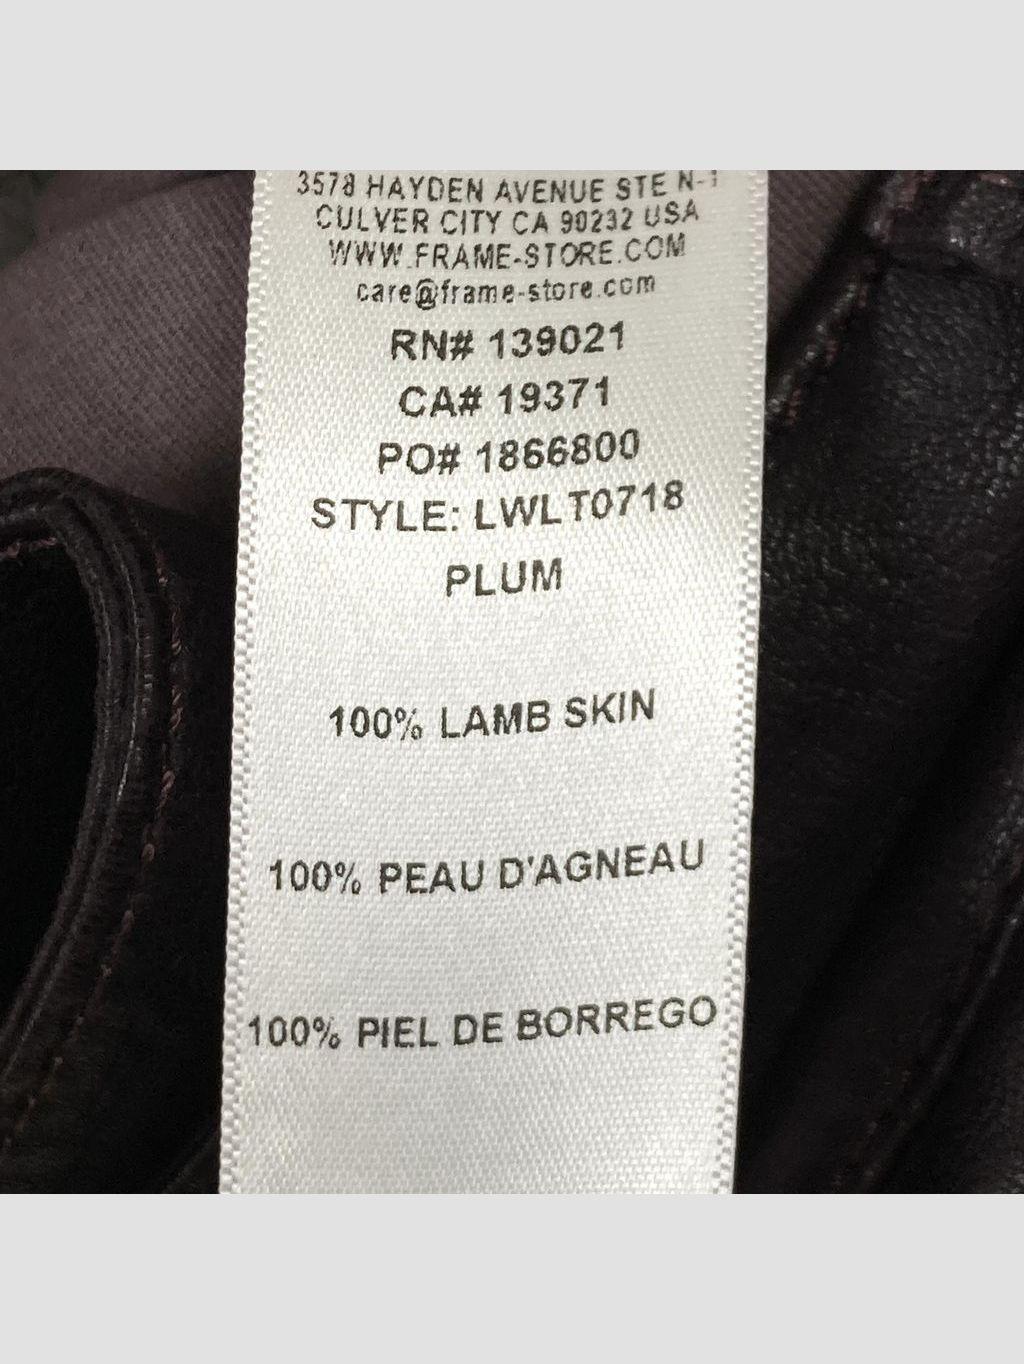 3578 HAYDEN AVENUE STE N-1
CULVER CITY CA 90232 USA
WWW.FRAME-STORE.COM
care@frame-store.com
RN# 139021
CA# 19371
PO# 1866800
STYLE: LWLT0718
PLUM
100% LAMB SKIN
100% PEAU D'AGNEAU
100% PIEL DE BORREGO